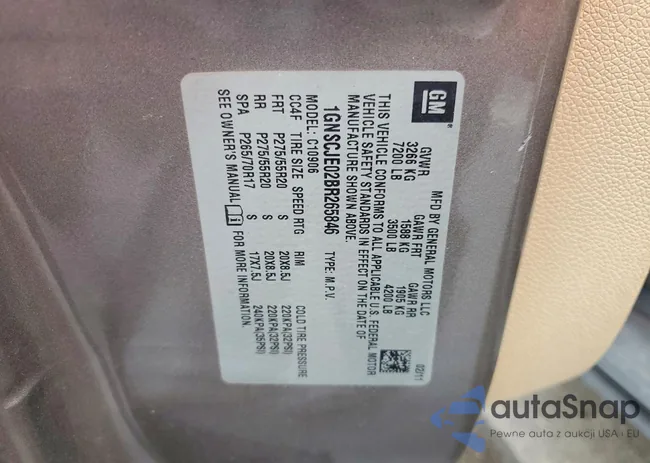 GM
MFD BY GENERAL MOTORS LLC
02/11
GVWR GAWR FRT GAWR RR
3266 KG 1588 KG 1905 KG
7200 LB 3500 LB 4200 LB
THIS VEHICLE CONFORMS TO ALL APPLICABLE U.S. FEDERAL MOTOR
VEHICLE SAFETY STANDARDS IN EFFECT ON THE DATE OF
MANUFACTURE SHOWN ABOVE.
1GNSCJE02BR265846 TYPE: M.P.V.
MODEL: C10906
CC4F TIRE SIZE SPEED RTG RIM COLD TIRE PRESSURE
FRT P275/55R20 S 20X8.5J 220KPA(32PSI)
RR P275/55R20 S 20X8.5J 220KPA(32PSI)
SPA P265/70R17 S 17X7.5J 240KPA(35PSI)
SEE OWNER'S MANUAL FOR MORE INFORMATION.
autaSnap
Pewne auta z aukcji USA i EU